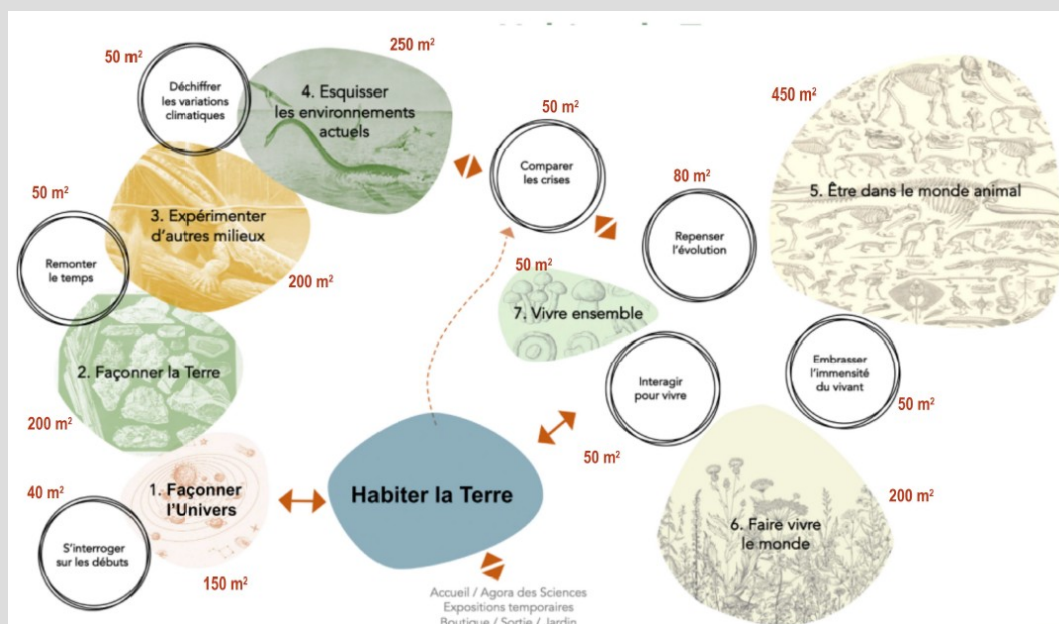 50 m²
Déchiffrer
les variations
climatiques
250 m²
4. Esquisser
les environnements
actuels
50 m²
Comparer
les crises
450 m²
5. Être dans le monde animal
50 m²
Remonter
le temps
3. Expérimenter
d'autres milieux
200 m²
80 m²
Repenser
l'évolution
50 m²
7. Vivre ensemble
2. Façonner la Terre
200 m²
Interagir
pour vivre
50 m²
Embrasser
l'immensité
du vivant
50 m²
40 m²
S'interroger
sur les débuts
1. Façonner
l'Univers
150 m²
Habiter la Terre
6. Faire vivre
le monde
200 m²
Accueil / Agora des Sciences
Expositions temporaires
Boutique / Sortie / Jardin